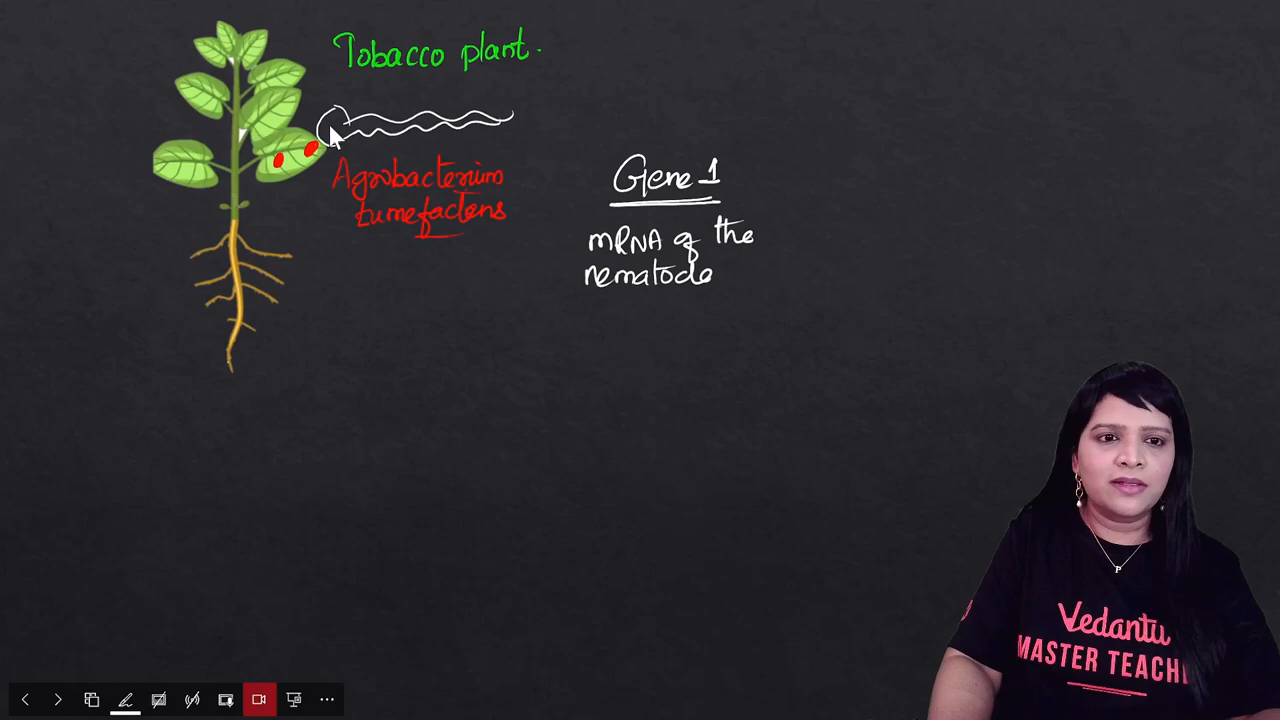 Tobacco plant.
Agrobacterium
tumefaciens
Gene 1
mRNA of the
nematode
Vedantu
MASTER TEACHE
P